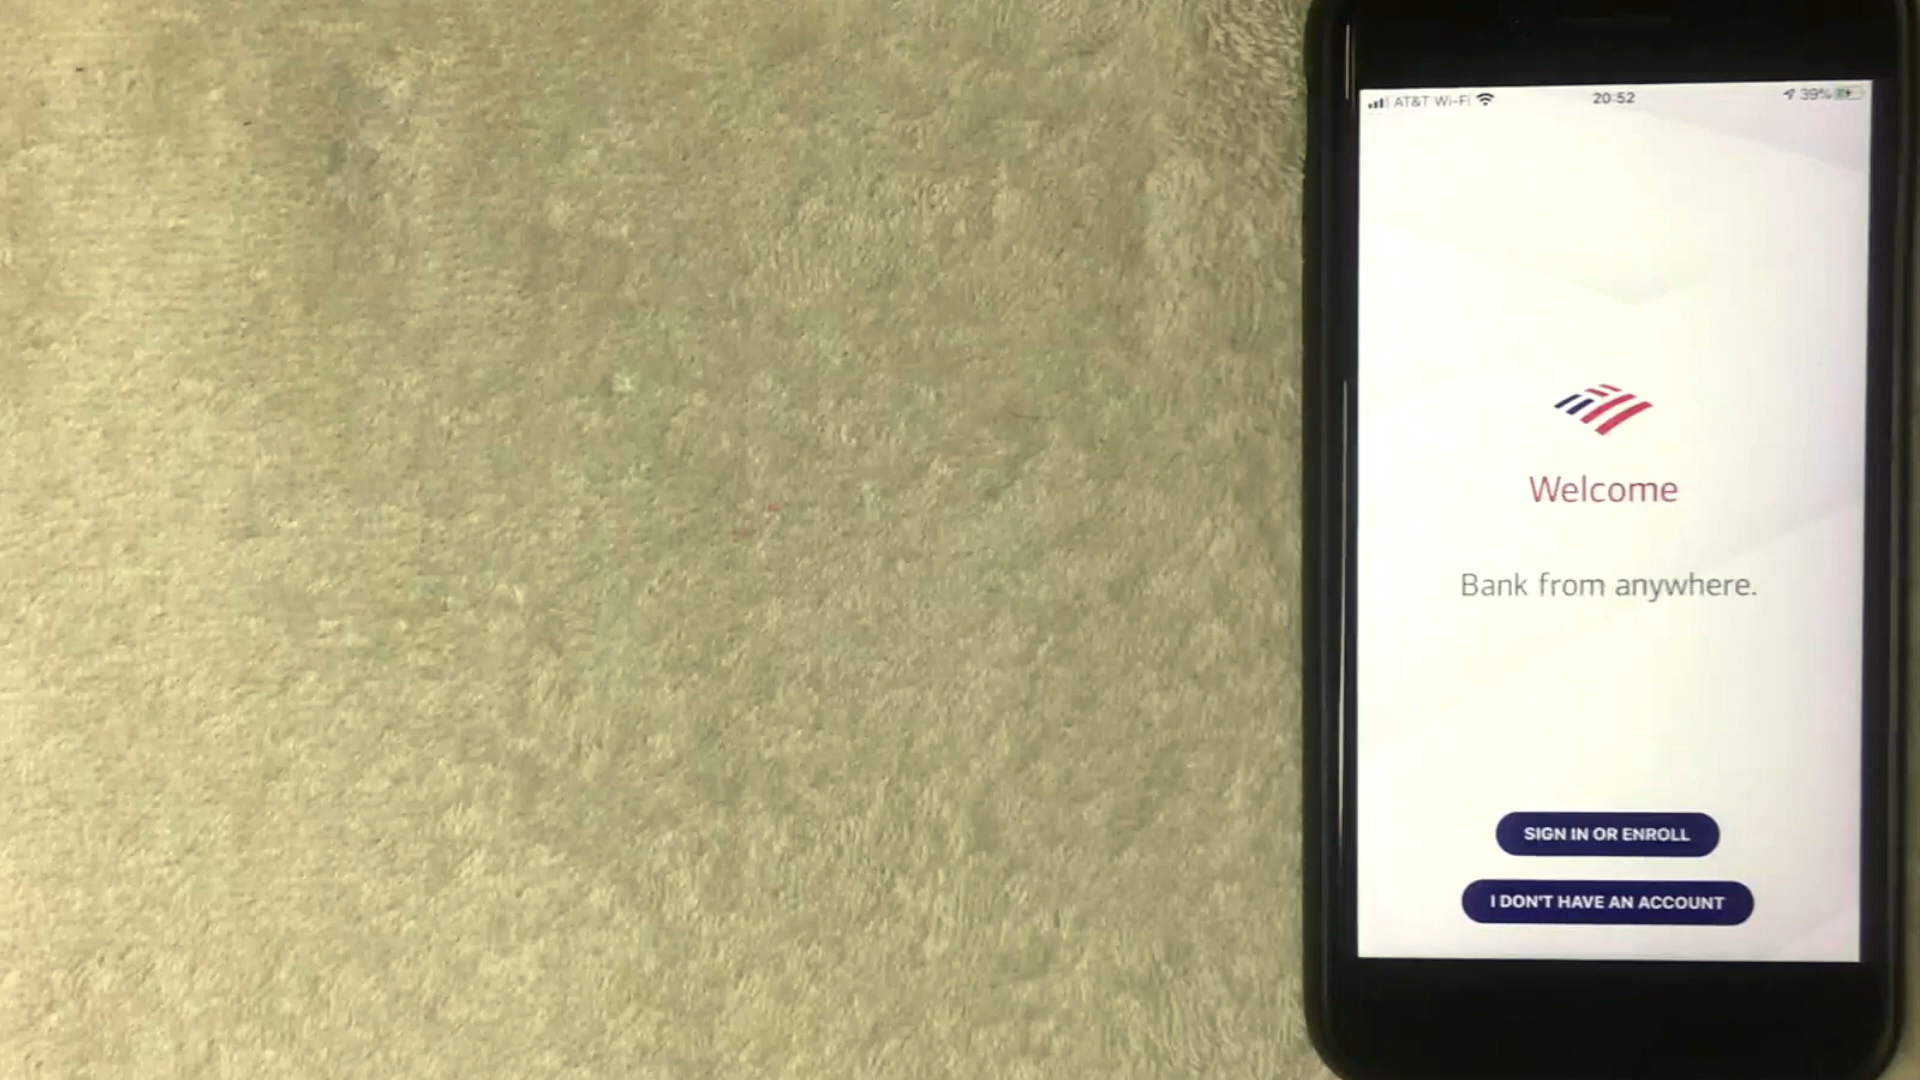 AT&T Wi-Fi 20:52 39%
Welcome
Bank from anywhere.
SIGN IN OR ENROLL
I DON'T HAVE AN ACCOUNT